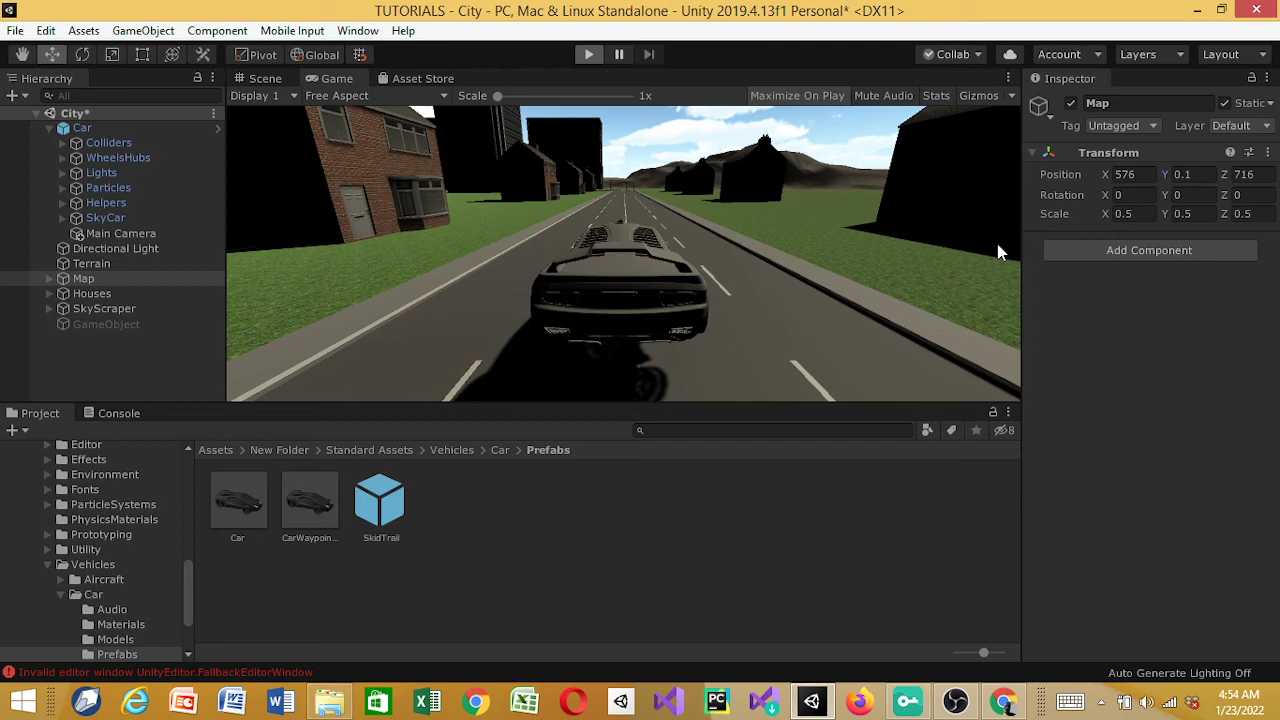 TUTORIALS - City - PC, Mac & Linux Standalone - Unity 2019.4.13f1 Personal* <DX11>
File Edit Assets GameObject Component Mobile Input Window Help
Pivot Global Collab Account Layers Layout
Hierarchy Scene Game Asset Store Inspector
All Display 1 Free Aspect Scale 1x Maximize On Play Mute Audio Stats Gizmos Map Static
City*
Tag Untagged Layer Default
Car
Colliders
WheelsHubs
Lights
Particles
Helpers
SkyCar
Main Camera
Directional Light
Terrain
Map
Houses
SkyScraper
GameObject
Transform
Position X 576 Y 0.1 Z 716
Rotation X 0 Y 0 Z 0
Scale X 0.5 Y 0.5 Z 0.5
Add Component
Project Console
8
Editor
Effects
Environment
Fonts
ParticleSystems
PhysicsMaterials
Prototyping
Utility
Vehicles
Aircraft
Car
Audio
Materials
Models
Prefabs
Assets > New Folder > Standard Assets > Vehicles > Car > Prefabs
Car CarWaypoin... SkidTrail
Invalid editor window UnityEditor.FallbackEditorWindow
Auto Generate Lighting Off
4:54 AM
1/23/2022